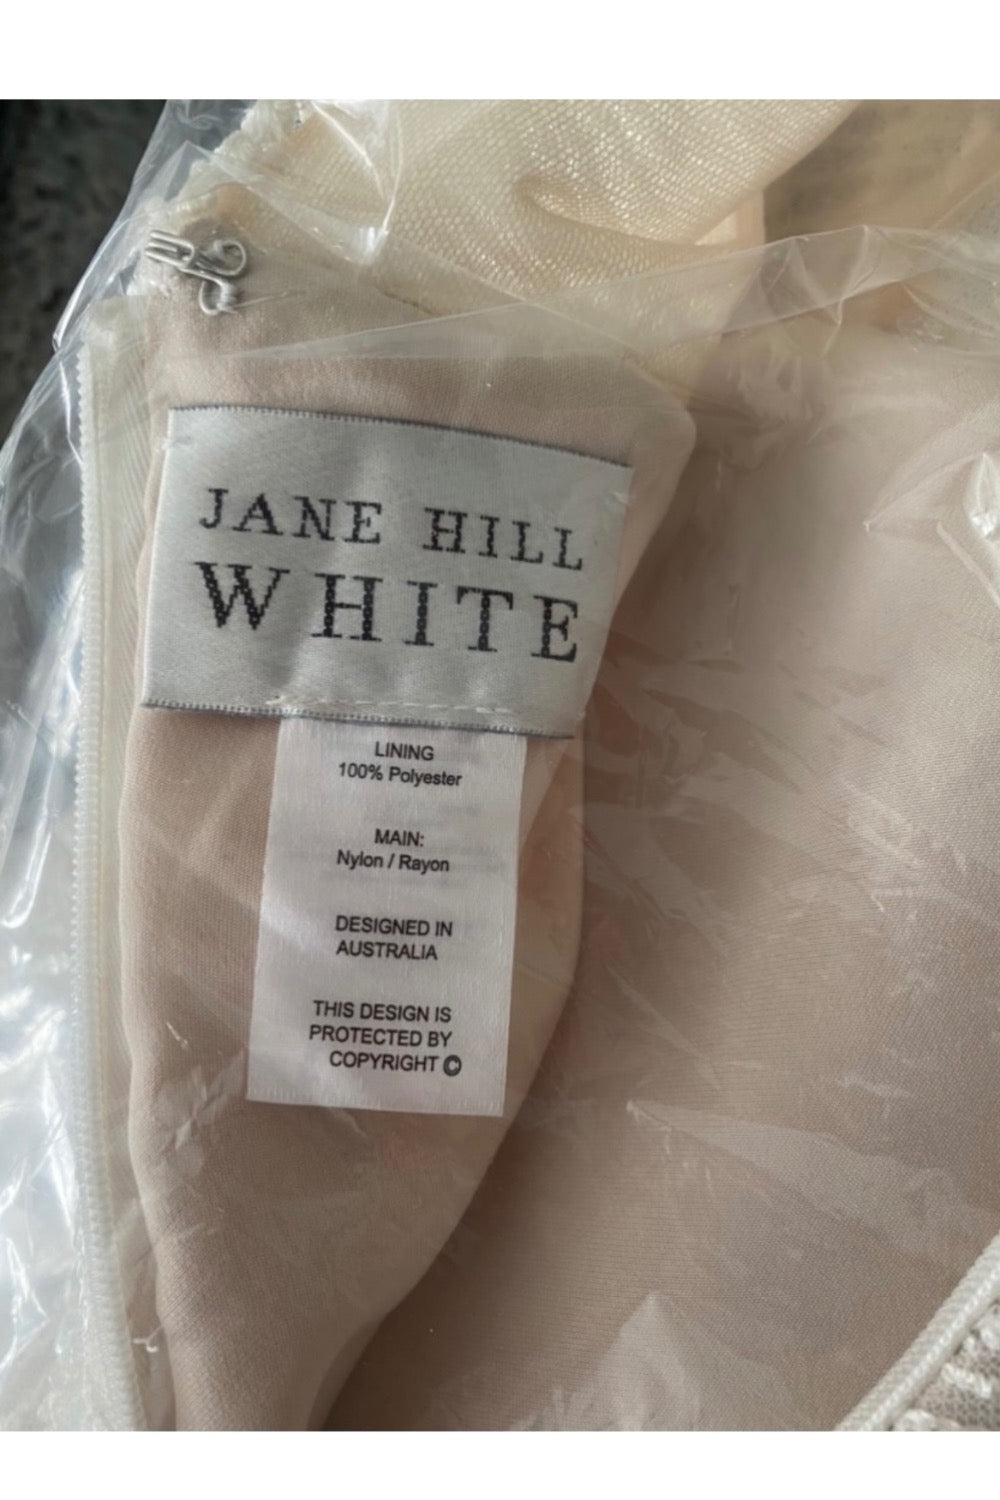 JANE HILL
WHITE
LINING
100% Polyester
MAIN:
Nylon / Rayon
DESIGNED IN
AUSTRALIA
THIS DESIGN IS
PROTECTED BY
COPYRIGHT ©